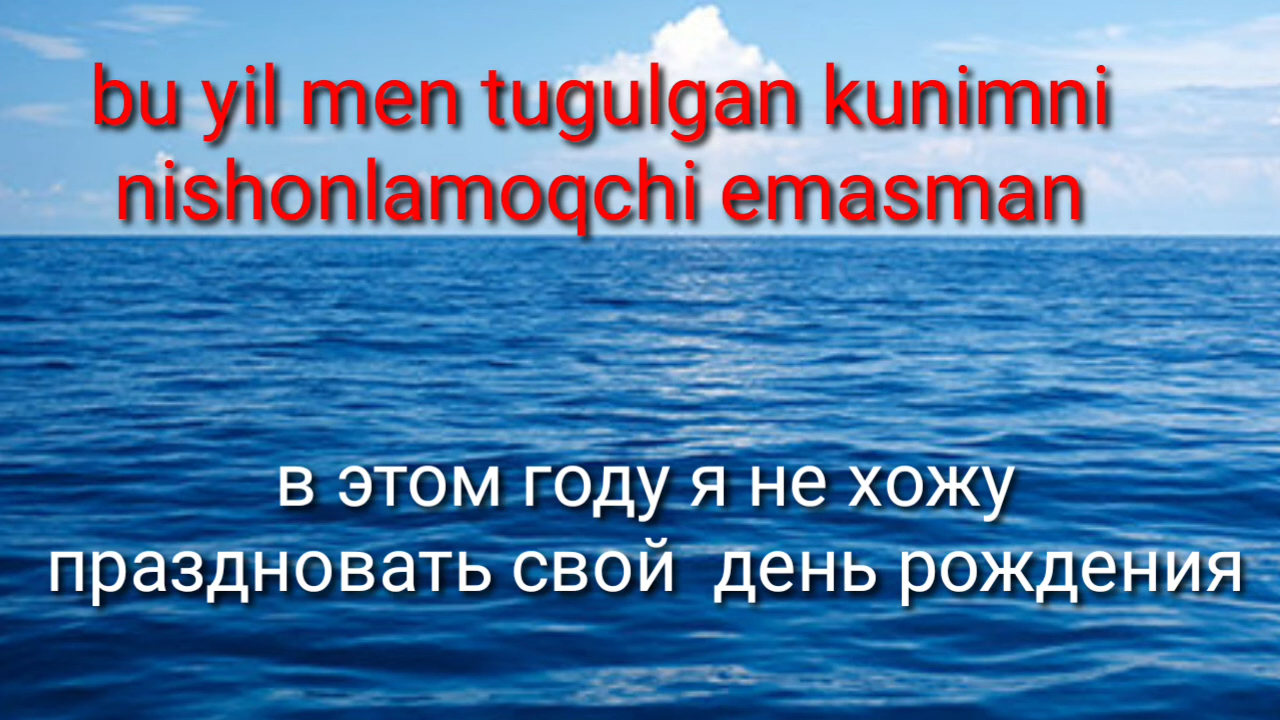 bu yil men tugulgan kunimni
nishonlamoqchi emasman
в этом году я не хожу
праздновать свой день рождения